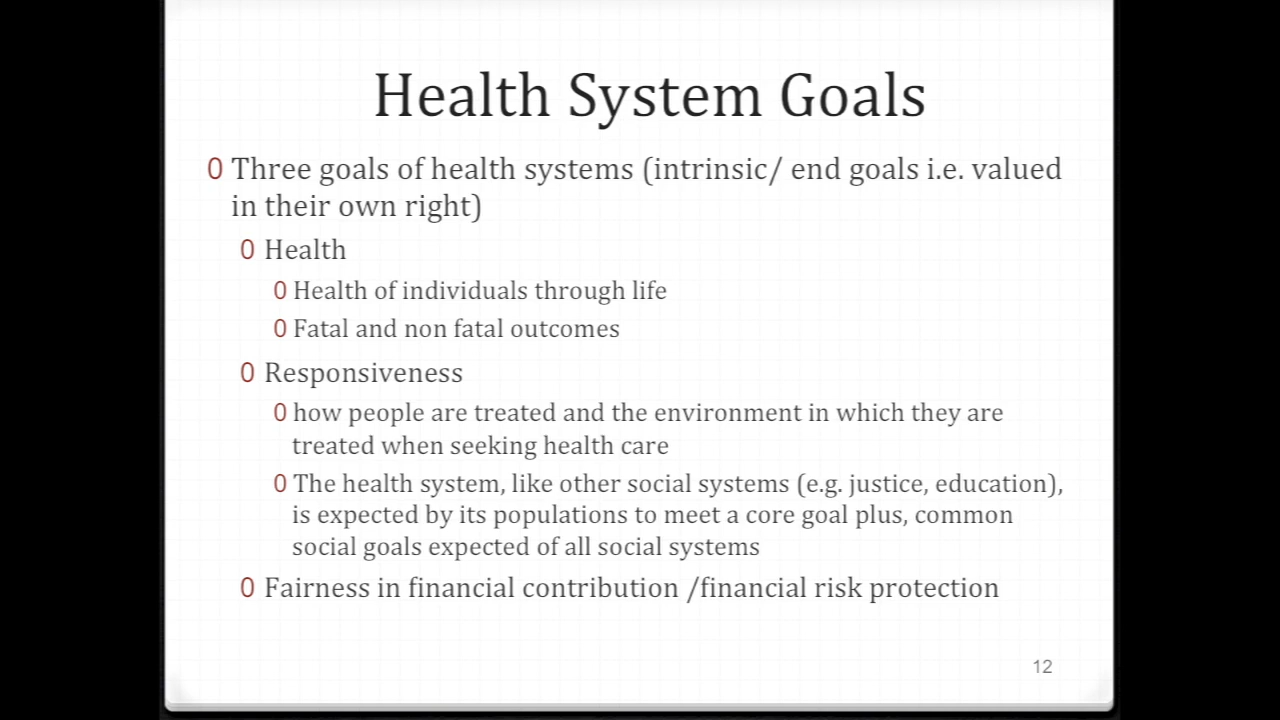 Health System Goals
0 Three goals of health systems (intrinsic/ end goals i.e. valued
in their own right)
0 Health
0 Health of individuals through life
0 Fatal and non fatal outcomes
0 Responsiveness
0 how people are treated and the environment in which they are
treated when seeking health care
0 The health system, like other social systems (e.g. justice, education),
is expected by its populations to meet a core goal plus, common
social goals expected of all social systems
0 Fairness in financial contribution /financial risk protection
12